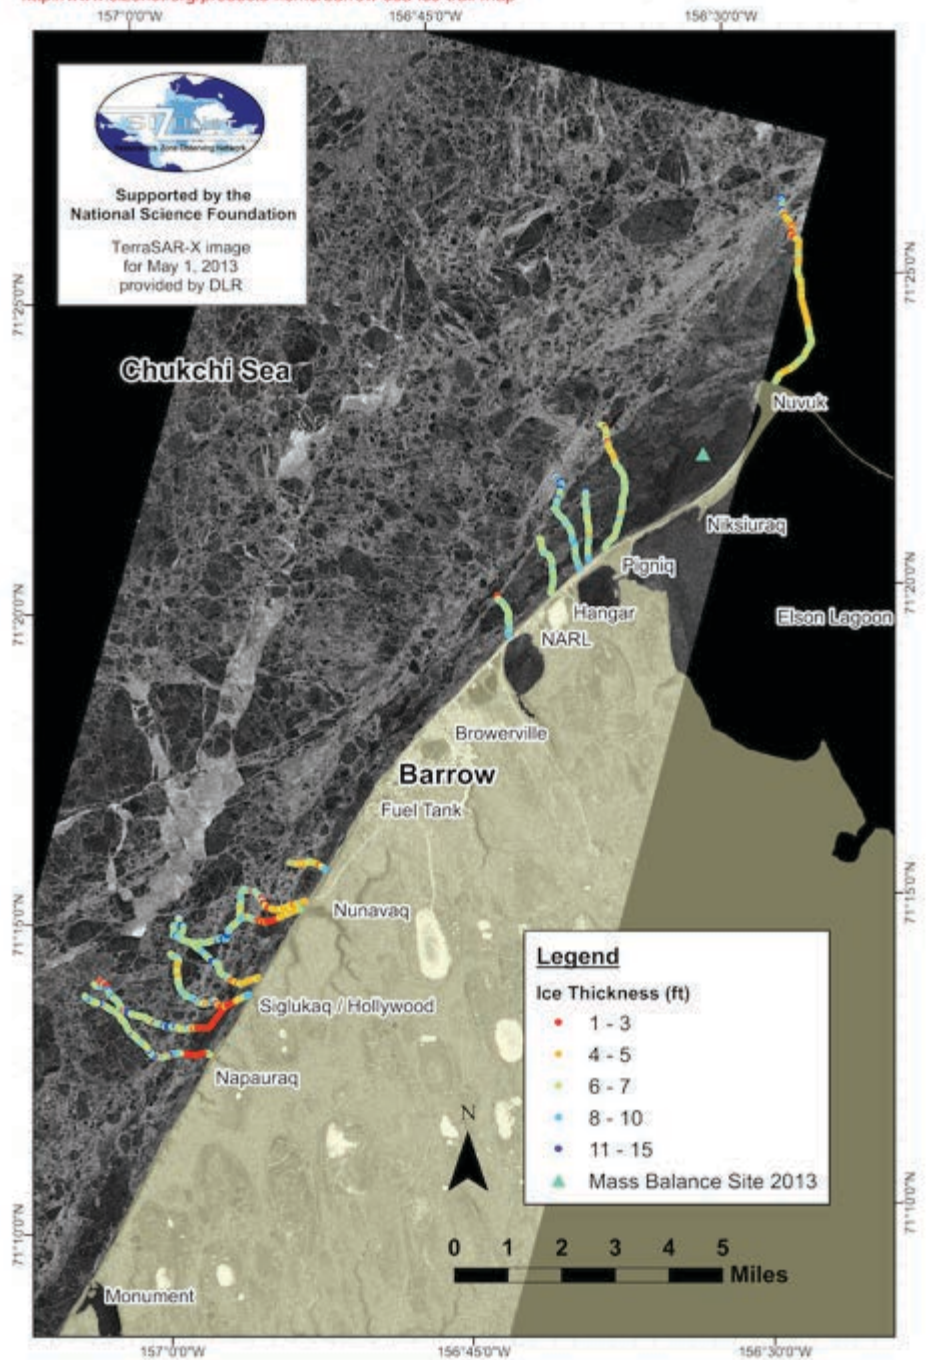 157°0'0"W
156°45'0"W
156°30'0"W
Supported by the
National Science Foundation
TerraSAR-X image
for May 1, 2013
provided by DLR
71°25'0"N
71°25'0"N
Chukchi Sea
2
Nuvuk
Niksiuraq
Pigniq
71°20'0"N
71°20'0"N
Hangar
Elson Lagoon
NARL
Browerville
Barrow
Fuel Tank
71°15'0"N
71°15'0"N
Nunavaq
Siglukaq / Hollywood
Napauraq
Legend
Ice Thickness (ft)
1 - 3
4 - 5
6 - 7
8 - 10
11 - 15
Mass Balance Site 2013
N
71°10'0"N
71°10'0"N
0 1 2 3 4 5
Miles
Monument
157°0'0"W
156°45'0"W
156°30'0"W